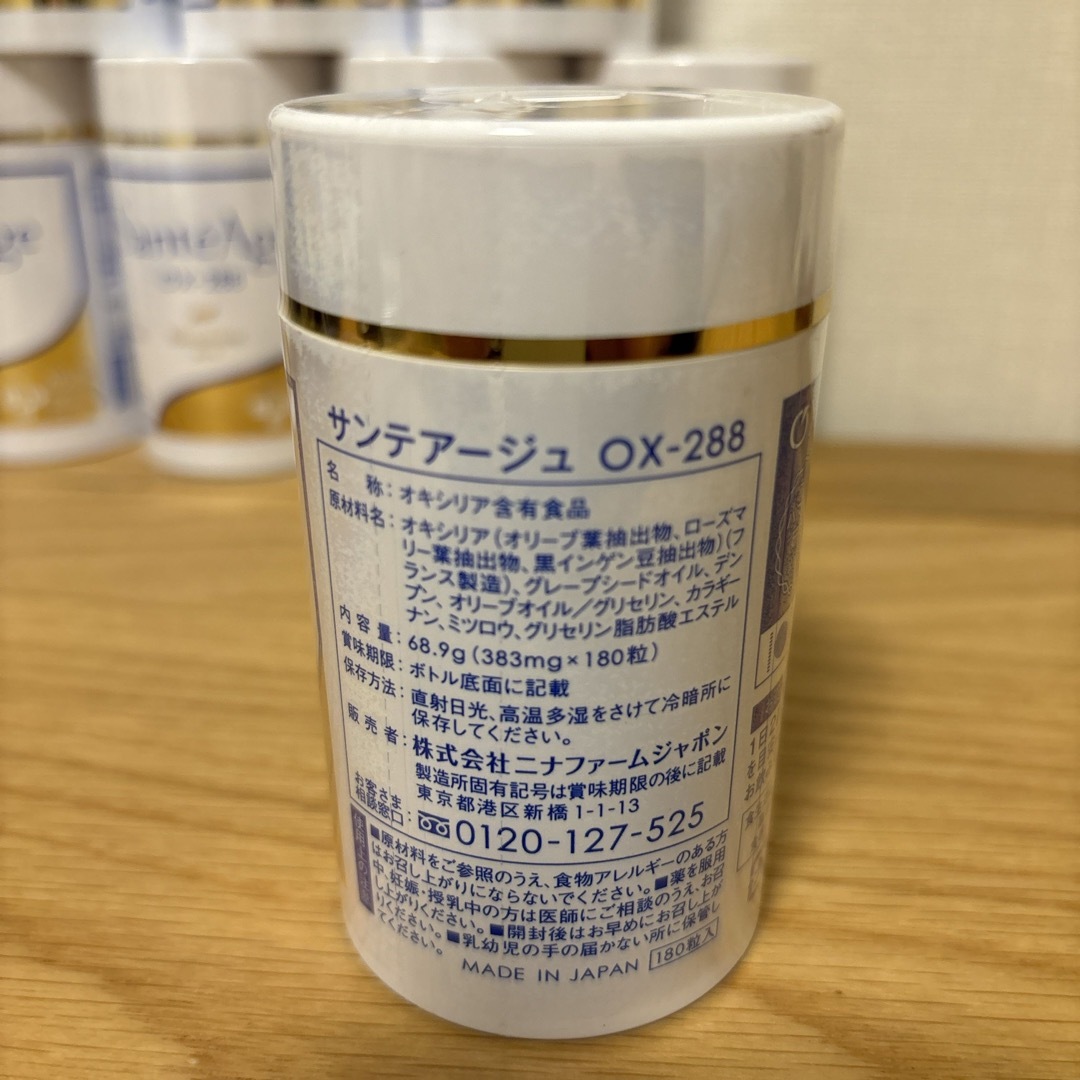 サンテアージュ OX-288
名称：オキシリア含有食品
原材料名：オキシリア（オリーブ葉抽出物、ローズマ
リー葉抽出物、黒インゲン豆抽出物）（フ
ランス製造）、グレープシードオイル、デン
プン、オリーブオイル／グリセリン、カラギー
ナン、ミツロウ、グリセリン脂肪酸エステル
内容量：68.9g（383mg×180粒）
賞味期限：ボトル底面に記載
保存方法：直射日光、高温多湿をさけて冷暗所に
保存してください。
販売者：株式会社ニナファームジャポン
製造所固有記号は賞味期限の後に記載
東京都港区新橋1-1-13
お客さま
相談窓口：0120-127-525
■原材料をご参照のうえ、食物アレルギーのある方
はお召し上がりにならないでください。■薬を服用
中、妊娠・授乳中の方は医師にご相談のうえ、お召
し上がりください。■開封後はお早めにお召し上が
りください。■乳幼児の手の届かない所に保管し
てください。
MADE IN JAPAN 180粒入